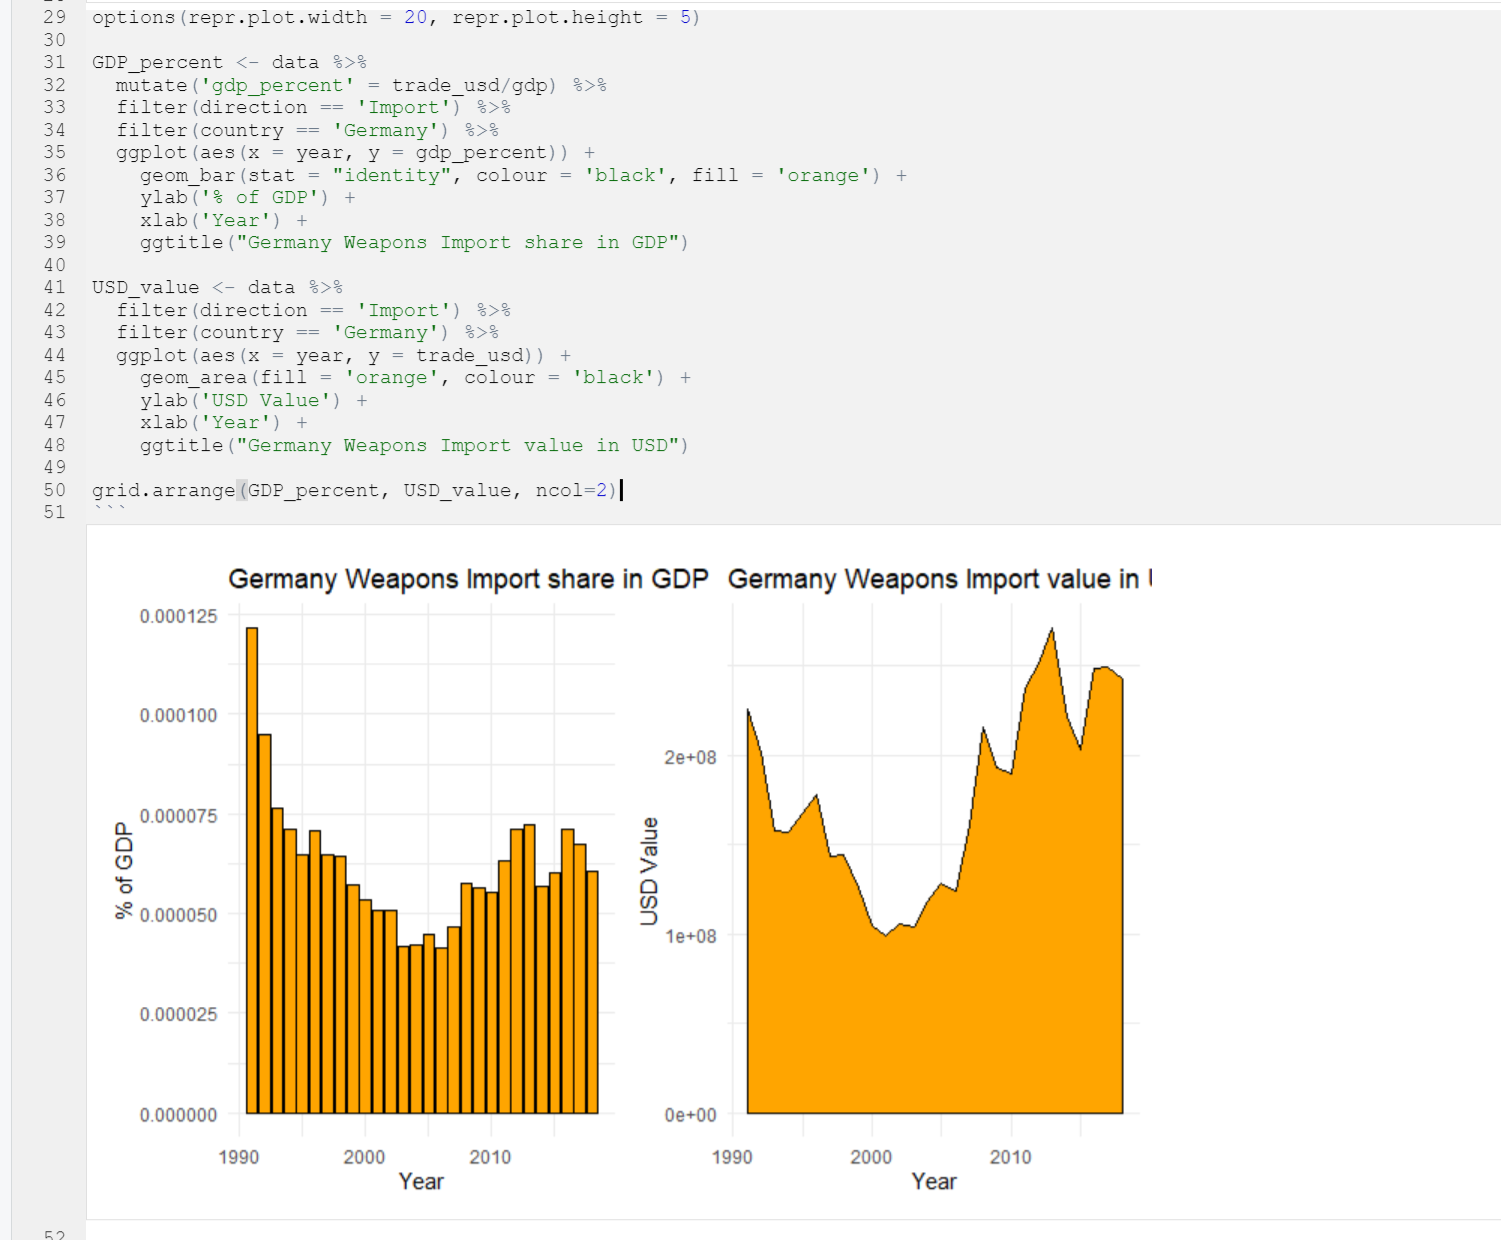 29 options(repr.plot.width = 20, repr.plot.height = 5)
30
31 GDP_percent <- data %>%
32   mutate('gdp_percent' = trade_usd/gdp) %>%
33   filter(direction == 'Import') %>%
34   filter(country == 'Germany') %>%
35   ggplot(aes(x = year, y = gdp_percent)) +
36     geom_bar(stat = "identity", colour = 'black', fill = 'orange') +
37     ylab('% of GDP') +
38     xlab('Year') +
39     ggtitle("Germany Weapons Import share in GDP")
40
41 USD_value <- data %>%
42   filter(direction == 'Import') %>%
43   filter(country == 'Germany') %>%
44   ggplot(aes(x = year, y = trade_usd)) +
45     geom_area(fill = 'orange', colour = 'black') +
46     ylab('USD Value') +
47     xlab('Year') +
48     ggtitle("Germany Weapons Import value in USD")
49
50 grid.arrange(GDP_percent, USD_value, ncol=2)
51 ```
Germany Weapons Import share in GDP
0.000125
0.000100
0.000075
0.000050
0.000025
0.000000
% of GDP
1990 2000 2010
Year
Germany Weapons Import value in
2e+08
1e+08
0e+00
USD Value
1990 2000 2010
Year
52